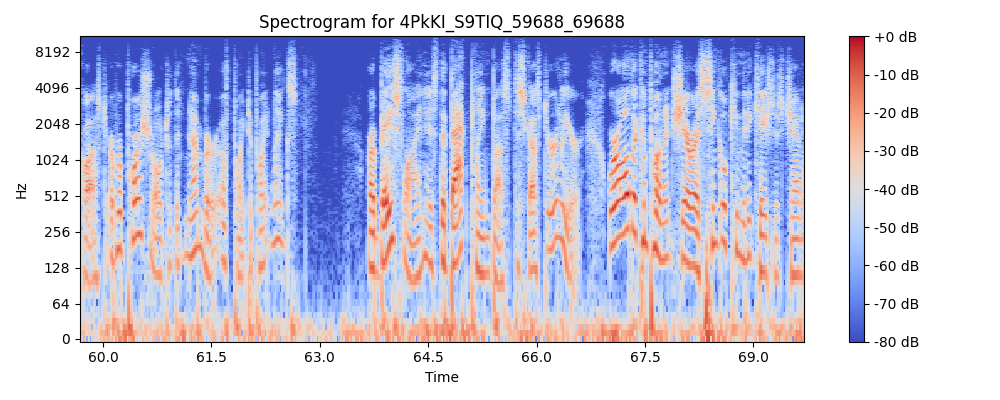 Spectrogram for 4PkKI_S9TIQ_59688_69688
8192
4096
2048
1024
512
256
128
64
0
Hz
60.0 61.5 63.0 64.5 66.0 67.5 69.0
Time
+0 dB
-10 dB
-20 dB
-30 dB
-40 dB
-50 dB
-60 dB
-70 dB
-80 dB